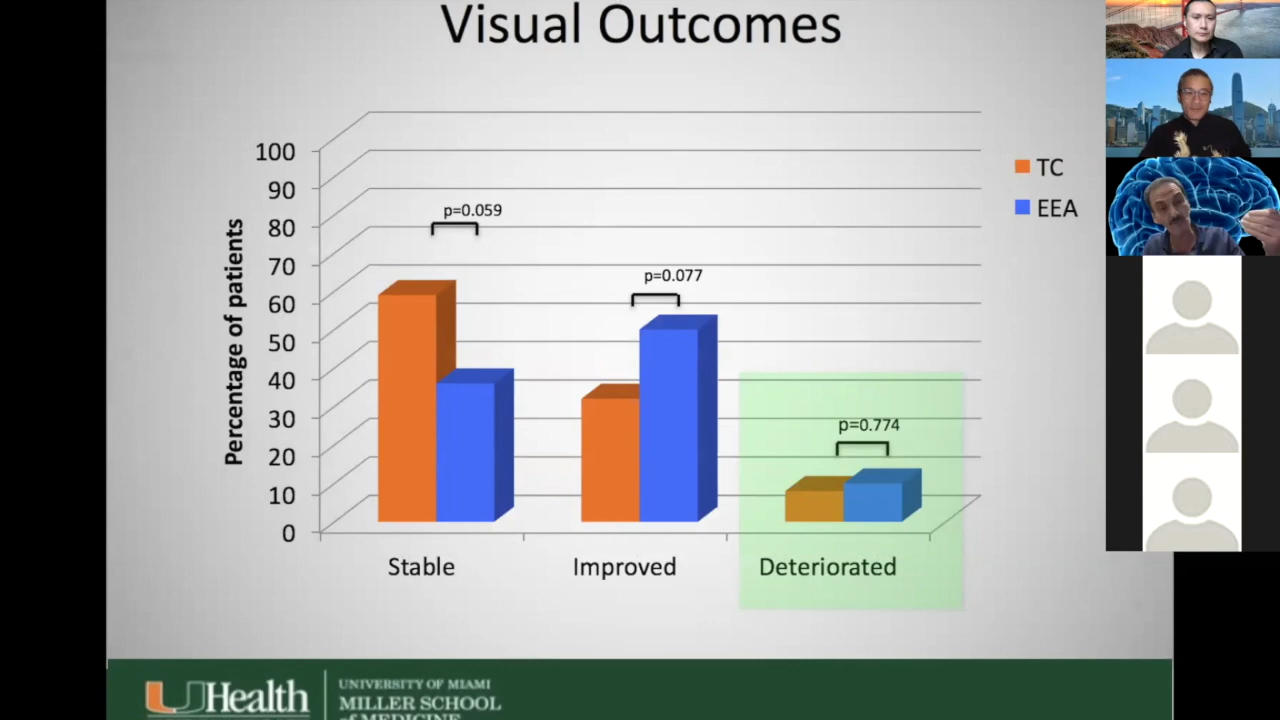 Visual Outcomes
Percentage of patients
100
90
80
70
60
50
40
30
20
10
0
p=0.059
p=0.077
p=0.774
TC
EEA
Stable
Improved
Deteriorated
UHealth
UNIVERSITY OF MIAMI
MILLER SCHOOL
of MEDICINE